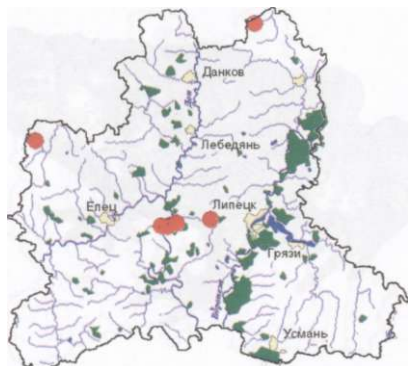 Данков
Лебедянь
Елец
Липецк
Грязи
Усмань